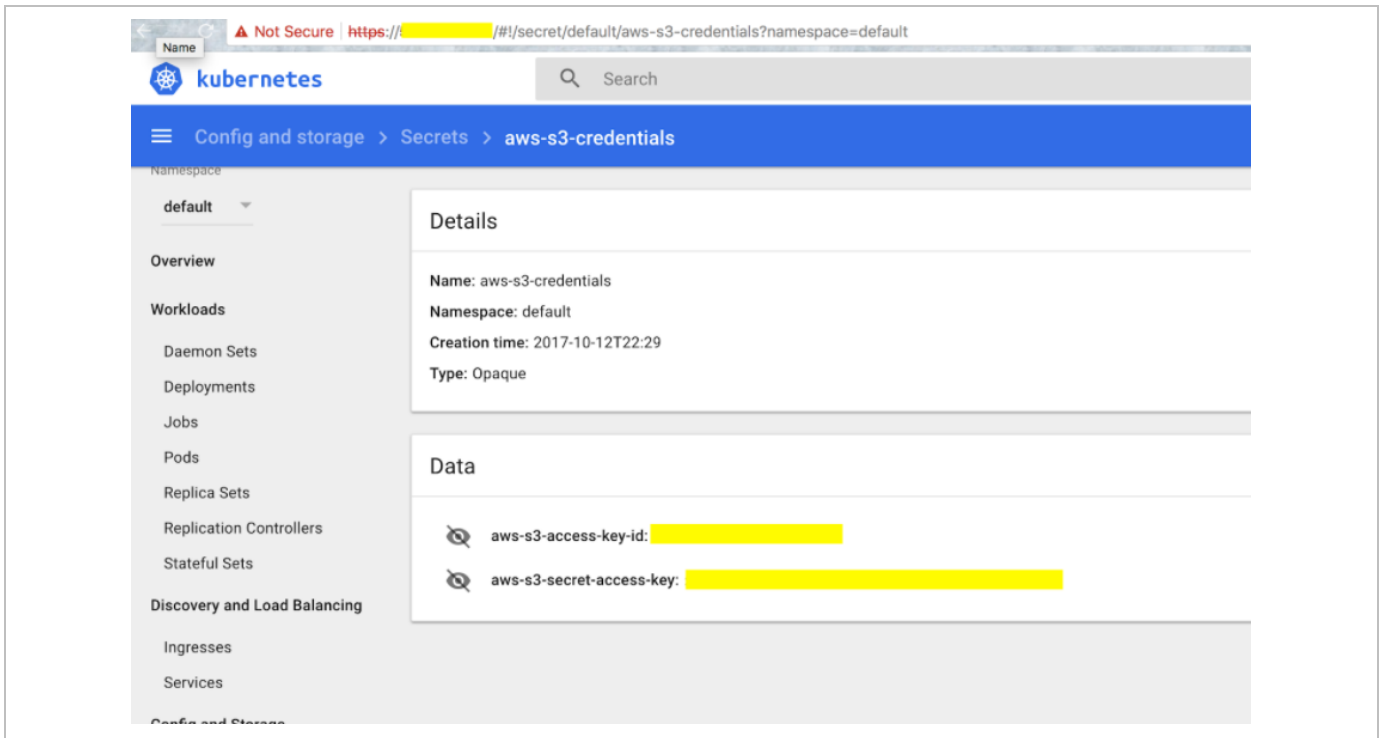 Not Secure https:// /#!/secret/default/aws-s3-credentials?namespace=default
Name
kubernetes
Search
Config and storage > Secrets > aws-s3-credentials
Namespace
default
Details
Overview
Name: aws-s3-credentials
Workloads
Namespace: default
Creation time: 2017-10-12T22:29
Daemon Sets
Type: Opaque
Deployments
Jobs
Pods
Data
Replica Sets
Replication Controllers
aws-s3-access-key-id:
Stateful Sets
aws-s3-secret-access-key:
Discovery and Load Balancing
Ingresses
Services
Config and Storage